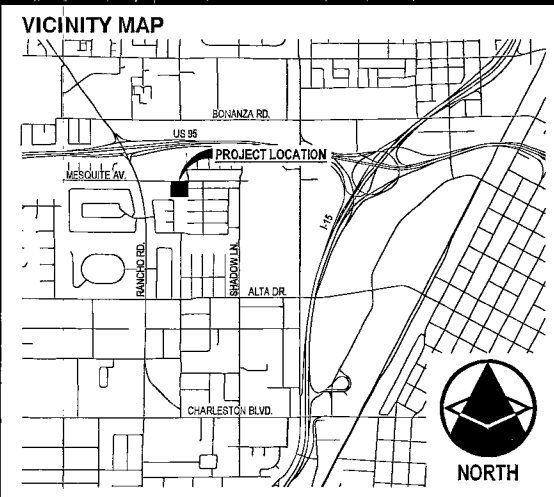 VICINITY MAP
BONANZA RD.
US 95
PROJECT LOCATION
MESQUITE AV.
I-15
RANCHO RD.
SHADOW LN.
ALTA DR.
CHARLESTON BLVD.
NORTH